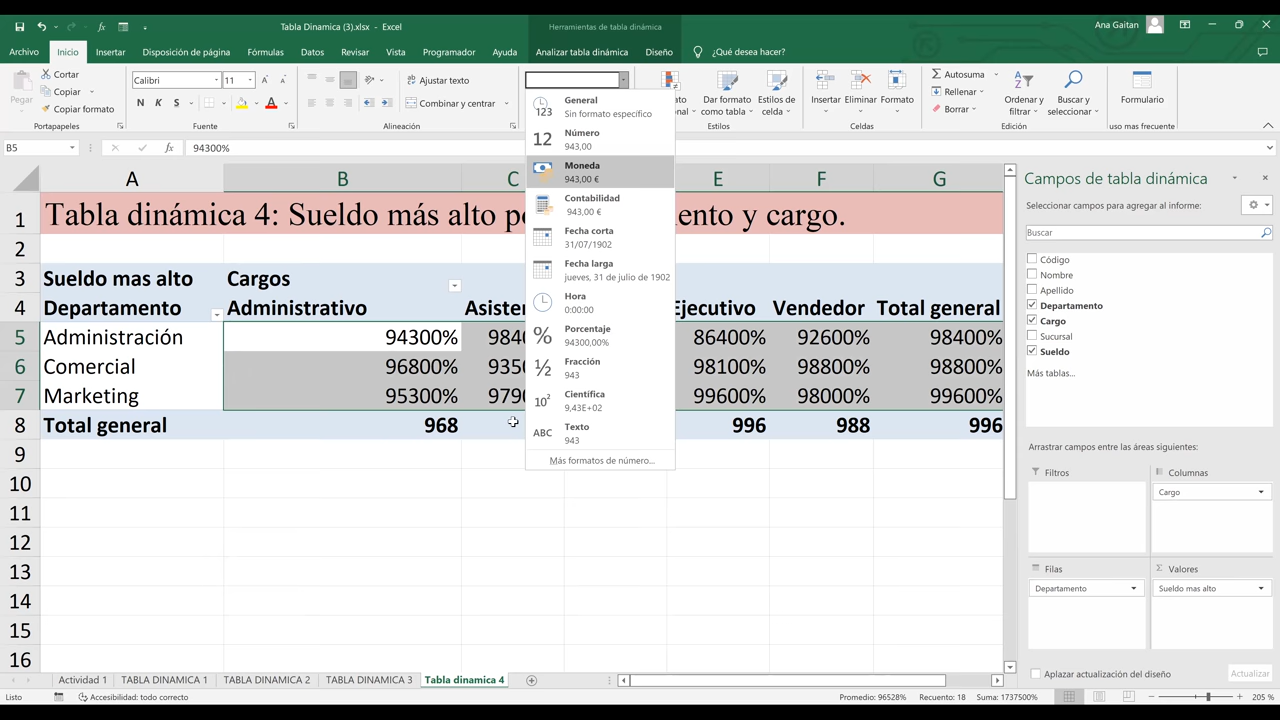 Tabla Dinamica (3).xlsx - Excel
Herramientas de tabla dinámica
Ana Gaitan
Archivo Inicio Insertar Disposición de página Fórmulas Datos Revisar Vista Programador Ayuda Analizar tabla dinámica Diseño ¿Qué desea hacer?
Pegar
Cortar
Copiar
Copiar formato
Portapapeles
Calibri 11
N K S
Fuente
Ajustar texto
Combinar y centrar
Alineación
Dar formato
como tabla
Estilos de
celda
Estilos
Insertar Eliminar Formato
Celdas
Autosuma
Rellenar
Borrar
Ordenar y
filtrar
Buscar y
seleccionar
Edición
Formulario
uso mas frecuente
B5 fx 94300%
General
Sin formato específico
Número
943,00
Moneda
943,00 €
Contabilidad
943,00 €
Fecha corta
31/07/1902
Fecha larga
jueves, 31 de julio de 1902
Hora
0:00:00
Porcentaje
94300,00%
Fracción
943
Científica
9,43E+02
Texto
943
Más formatos de número...
A B C E F G
1 Tabla dinámica 4: Sueldo más alto po ento y cargo.
2
3 Sueldo mas alto Cargos
4 Departamento Administrativo Asisten Ejecutivo Vendedor Total general
5 Administración 94300% 984 86400% 92600% 98400%
6 Comercial 96800% 935 98100% 98800% 98800%
7 Marketing 95300% 979 99600% 98000% 99600%
8 Total general 968 996 988 996
9
10
11
12
13
14
15
16
Campos de tabla dinámica
Seleccionar campos para agregar al informe:
Buscar
Código
Nombre
Apellido
Departamento
Cargo
Sucursal
Sueldo
Más tablas...
Arrastrar campos entre las áreas siguientes:
Filtros Columnas
Cargo
Filas Valores
Departamento Sueldo mas alto
Aplazar actualización del diseño Actualizar
Actividad 1 TABLA DINAMICA 1 TABLA DINAMICA 2 TABLA DINAMICA 3 Tabla dinamica 4
Listo Accesibilidad: todo correcto Promedio: 96528% Recuento: 18 Suma: 1737500% 205 %